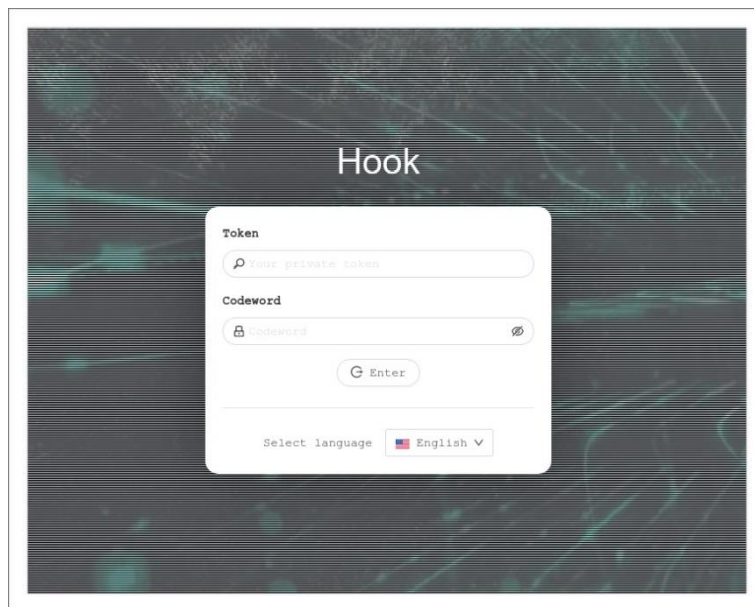 Hook
Token
Your private token
Codeword
Codeword
Enter
Select language English